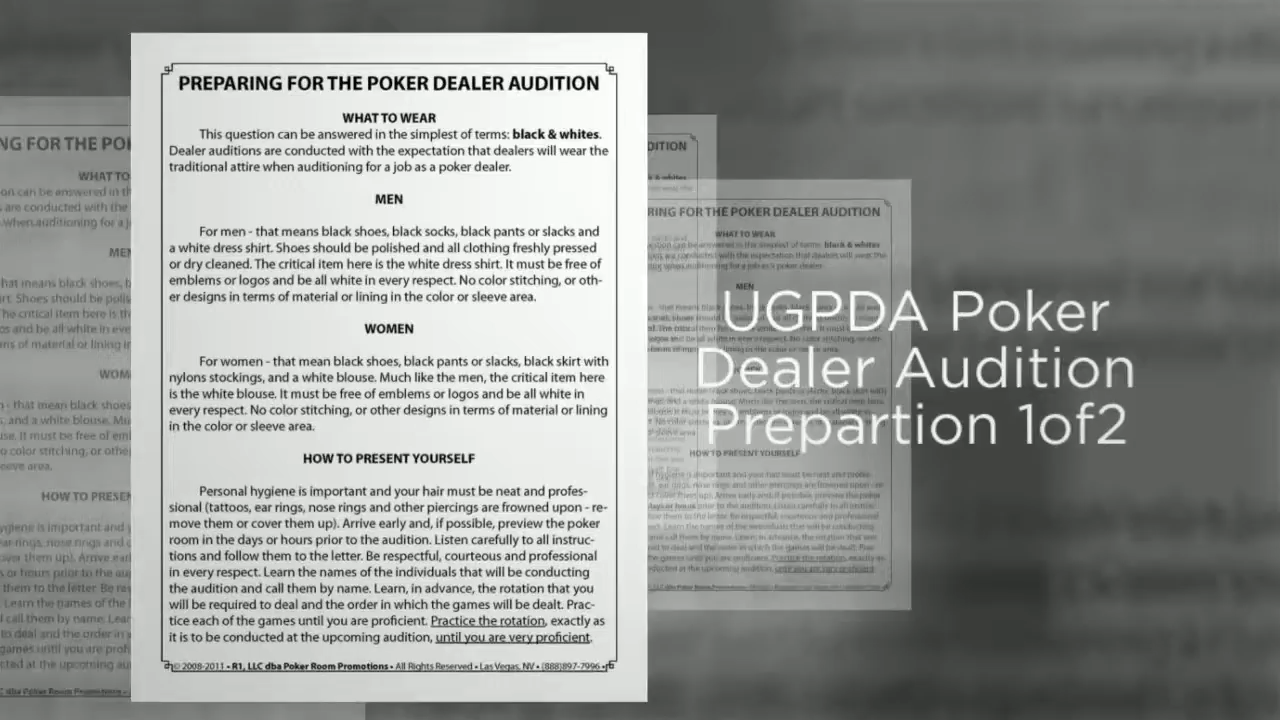 PREPARING FOR THE POKER DEALER AUDITION
WHAT TO WEAR
This question can be answered in the simplest of terms: black & whites.
Dealer auditions are conducted with the expectation that dealers will wear the
traditional attire when auditioning for a job as a poker dealer.
MEN
For men - that means black shoes, black socks, black pants or slacks and
a white dress shirt. Shoes should be polished and all clothing freshly pressed
or dry cleaned. The critical item here is the white dress shirt. It must be free of
emblems or logos and be all white in every respect. No color stitching, or oth-
er designs in terms of material or lining in the color or sleeve area.
WOMEN
For women - that mean black shoes, black pants or slacks, black skirt with
nylons stockings, and a white blouse. Much like the men, the critical item here
is the white blouse. It must be free of emblems or logos and be all white in
every respect. No color stitching, or other designs in terms of material or lining
in the color or sleeve area.
HOW TO PRESENT YOURSELF
Personal hygiene is important and your hair must be neat and profes-
sional (tattoos, ear rings, nose rings and other piercings are frowned upon - re-
move them or cover them up). Arrive early and, if possible, preview the poker
room in the days or hours prior to the audition. Listen carefully to all instruc-
tions and follow them to the letter. Be respectful, courteous and professional
in every respect. Learn the names of the individuals that will be conducting
the audition and call them by name. Learn, in advance, the rotation that you
will be required to deal and the order in which the games will be dealt. Prac-
tice each of the games until you are proficient. Practice the rotation, exactly as
it is to be conducted at the upcoming audition, until you are very proficient.
© 2008-2011 • R1, LLC dba Poker Room Promotions • All Rights Reserved • Las Vegas, NV • (888)897-7996 •
UGPDA Poker
Dealer Audition
Prepartion 1of2